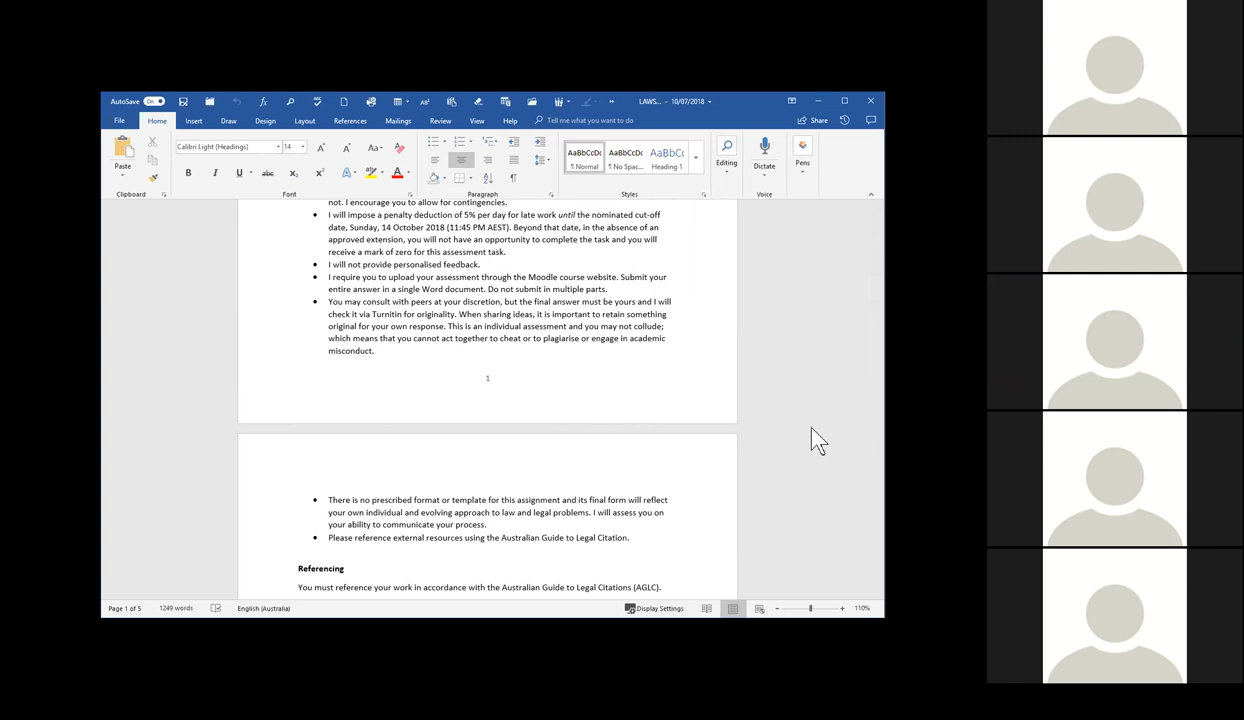 AutoSave On LAWS... - 10/07/2018
File Home Insert Draw Design Layout References Mailings Review View Help Tell me what you want to do Share
Calibri Light (Headings) 14 Aa AaBbCcDc AaBbCcDc AaBbCc
Paste B I U abc x₂ x² A A ¶ Normal ¶ No Spac... Heading 1 Editing Dictate Pens
Clipboard Font Paragraph Styles Voice
not. I encourage you to allow for contingencies.
• I will impose a penalty deduction of 5% per day for late work until the nominated cut-off
date, Sunday, 14 October 2018 (11:45 PM AEST). Beyond that date, in the absence of an
approved extension, you will not have an opportunity to complete the task and you will
receive a mark of zero for this assessment task.
• I will not provide personalised feedback.
• I require you to upload your assessment through the Moodle course website. Submit your
entire answer in a single Word document. Do not submit in multiple parts.
• You may consult with peers at your discretion, but the final answer must be yours and I will
check it via Turnitin for originality. When sharing ideas, it is important to retain something
original for your own response. This is an individual assessment and you may not collude;
which means that you cannot act together to cheat or to plagiarise or engage in academic
misconduct.
1
• There is no prescribed format or template for this assignment and its final form will reflect
your own individual and evolving approach to law and legal problems. I will assess you on
your ability to communicate your process.
• Please reference external resources using the Australian Guide to Legal Citation.
Referencing
You must reference your work in accordance with the Australian Guide to Legal Citations (AGLC).
Page 1 of 5 1249 words English (Australia) Display Settings 110%